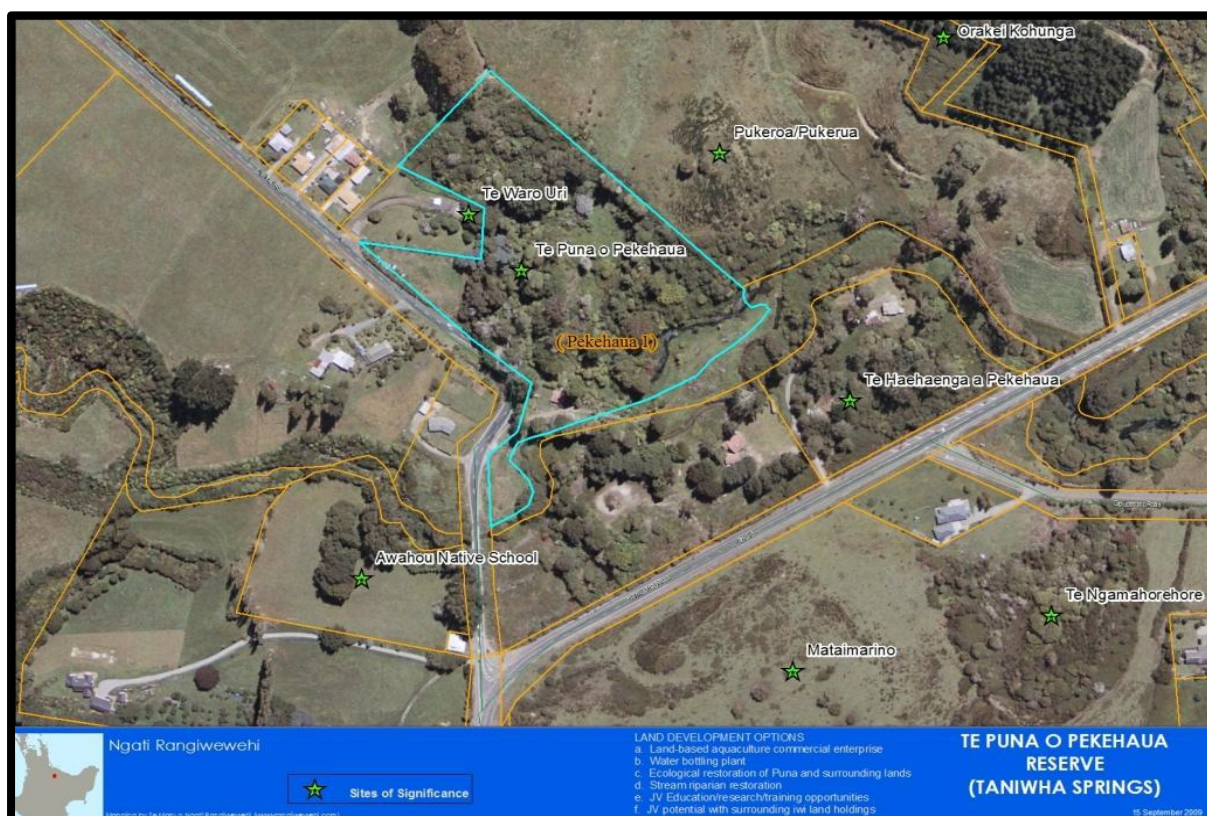 Orakei Kohunga
Pukeroa/Pukerua
Te Waro Uri
Te Puna o Pekehaua
( Pekehaua 1)
Te Haehaenga a Pekehaua
Awahou Native School
Te Ngamahorehore
Mataimarino
Ngati Rangiwewehi
Sites of Significance
LAND DEVELOPMENT OPTIONS
a. Land-based aquaculture commercial enterprise
b. Water bottling plant
c. Ecological restoration of Puna and surrounding lands
d. Stream riparian restoration
e. JV Education/research/training opportunities
f. JV potential with surrounding iwi land holdings
TE PUNA O PEKEHAUA
RESERVE
(TANIWHA SPRINGS)
15 September 2009